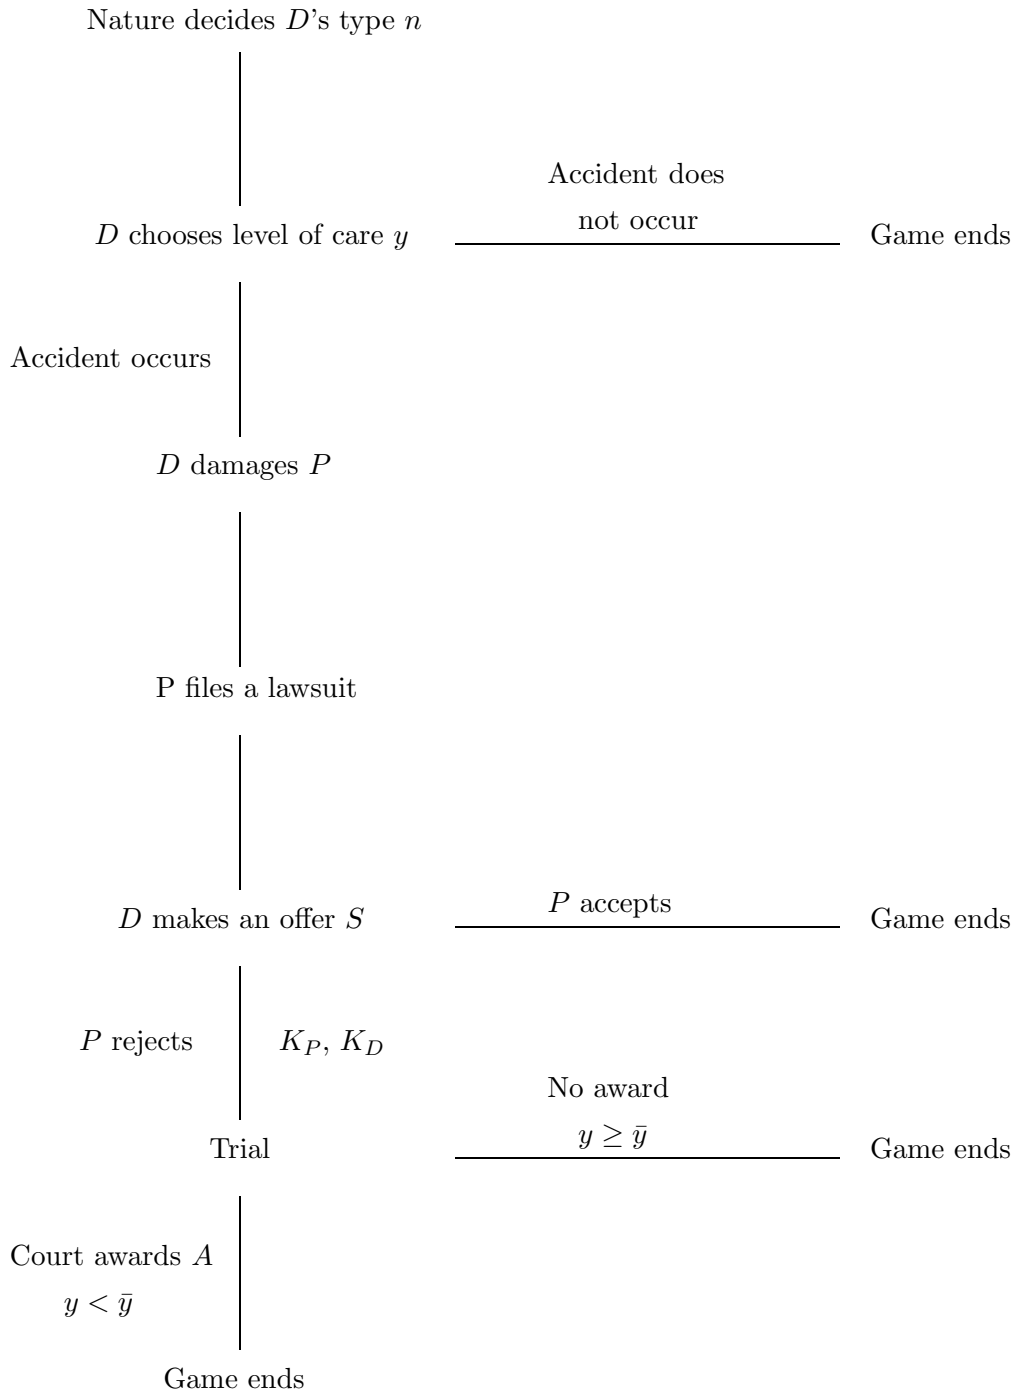 Nature decides D's type n
Accident does
not occur
D chooses level of care y
Game ends
Accident occurs
D damages P
P files a lawsuit
D makes an offer S
P accepts
Game ends
P rejects
K_P, K_D
No award
y ≥ ȳ
Trial
Game ends
Court awards A
y < ȳ
Game ends